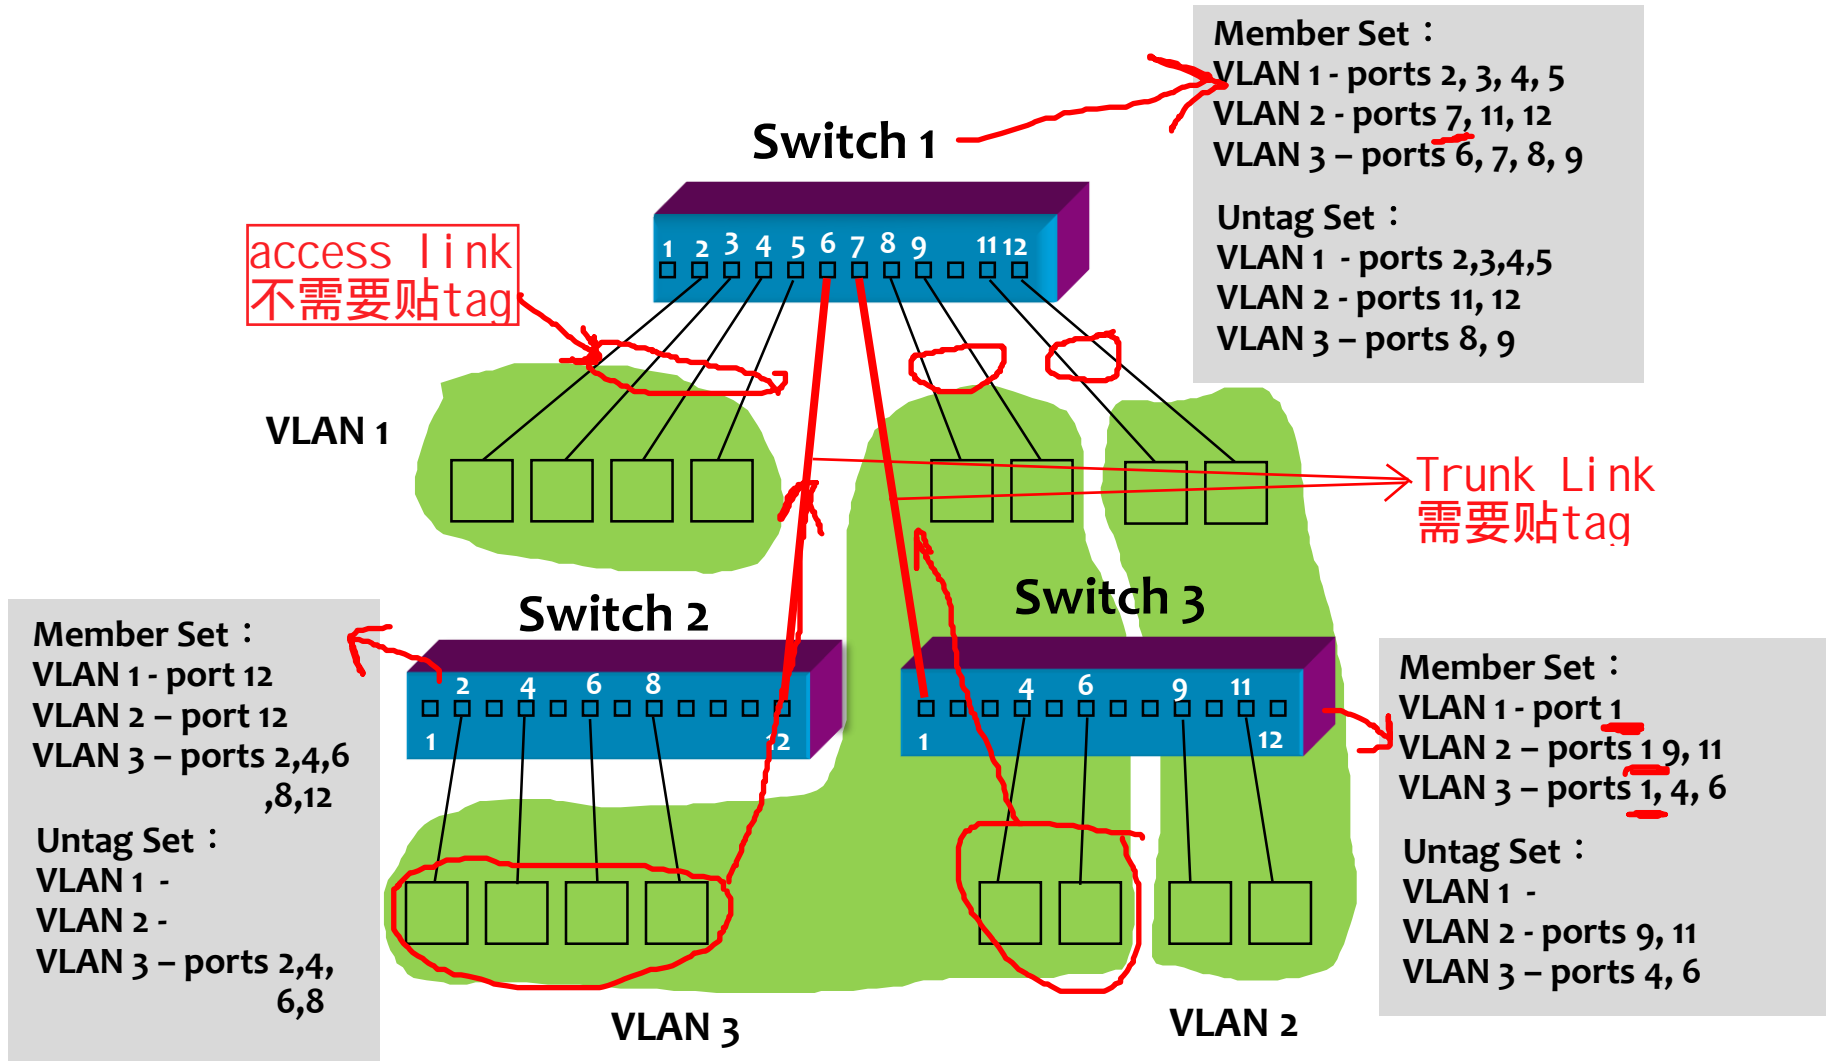 Member Set：
VLAN 1 - ports 2, 3, 4, 5
VLAN 2 - ports 7, 11, 12
VLAN 3 – ports 6, 7, 8, 9
Untag Set：
VLAN 1 - ports 2,3,4,5
VLAN 2 - ports 11, 12
VLAN 3 – ports 8, 9
Switch 1
1 2 3 4 5 6 7 8 9 11 12
access link
不需要贴tag
VLAN 1
Trunk Link
需要贴tag
Switch 2
2 4 6 8
1 12
Switch 3
4 6 9 11
1 12
Member Set：
VLAN 1 - port 12
VLAN 2 – port 12
VLAN 3 – ports 2,4,6
,8,12
Untag Set：
VLAN 1 -
VLAN 2 -
VLAN 3 – ports 2,4,
6,8
Member Set：
VLAN 1 - port 1
VLAN 2 – ports 1 9, 11
VLAN 3 – ports 1, 4, 6
Untag Set：
VLAN 1 -
VLAN 2 - ports 9, 11
VLAN 3 – ports 4, 6
VLAN 3
VLAN 2